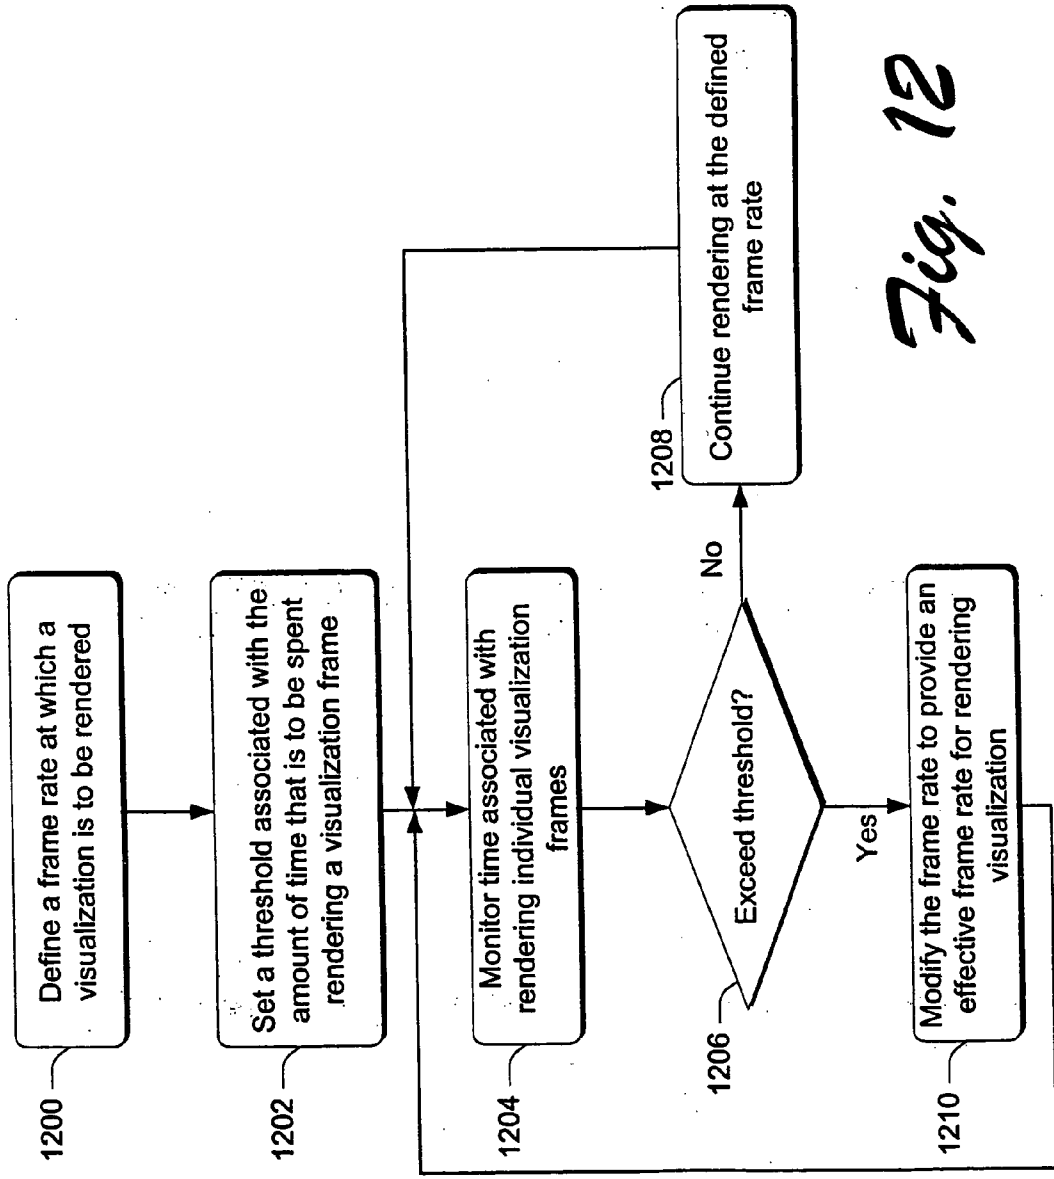 1200
Define a frame rate at which a
visualization is to be rendered
1202
Set a threshold associated with the
amount of time that is to be spent
rendering a visualization frame
1204
Monitor time associated with
rendering individual visualization
frames
1206
Exceed threshold?
No
1208
Continue rendering at the defined
frame rate
Yes
1210
Modify the frame rate to provide an
effective frame rate for rendering
visualization
Fig. 12